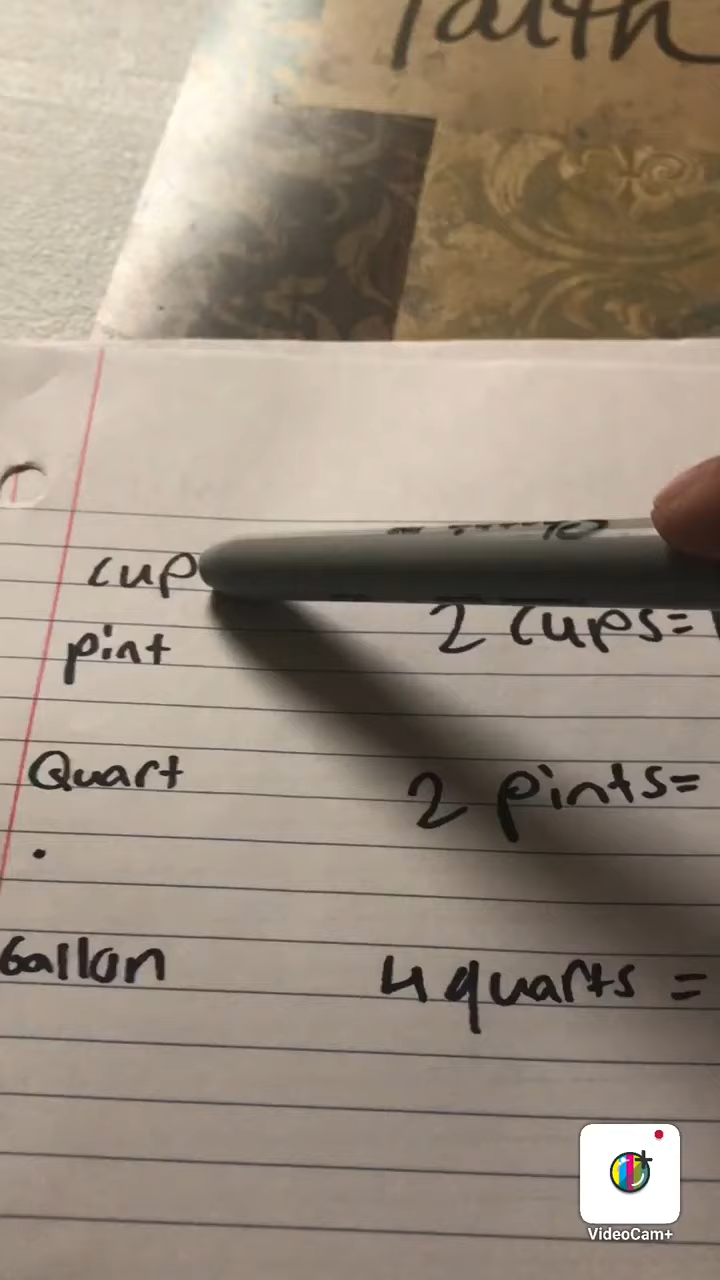 faith
cup
pint
2 cups=
Quart
2 pints=
Gallon
4 quarts =
VideoCam+